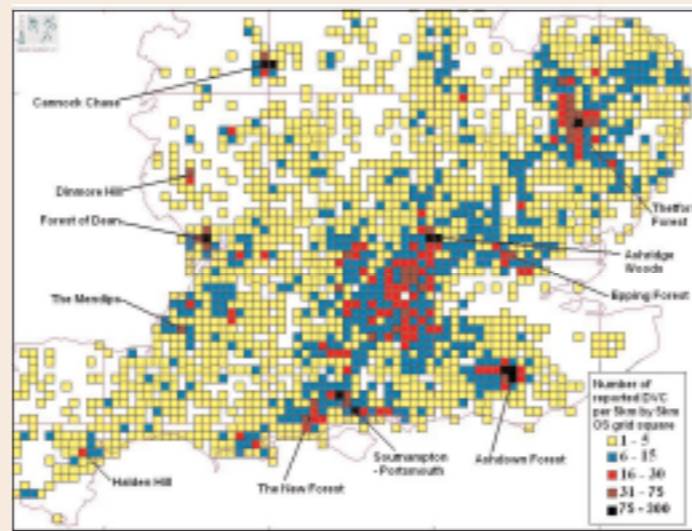 Cannock Chase
Dinmore Hill
Forest of Dean
The Mendips
Haldon Hill
The New Forest
Southampton
- Portsmouth
Ashdown Forest
Thetford
Forest
Ashridge
Woods
Epping Forest
Number of
reported DVC
per 5km by 5km
OS grid square
1 - 5
6 - 15
16 - 30
31 - 75
75 - 200